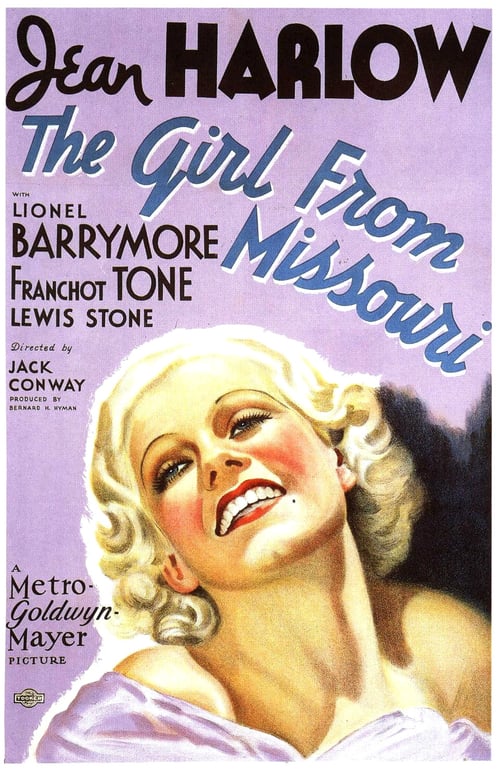 Jean HARLOW
The Girl From
Missouri
WITH
LIONEL
BARRYMORE
FRANCHOT TONE
LEWIS STONE
Directed by
JACK
CONWAY
PRODUCED BY
BERNARD H. HYMAN
A
Metro-
Goldwyn-
Mayer
PICTURE
TOOKER